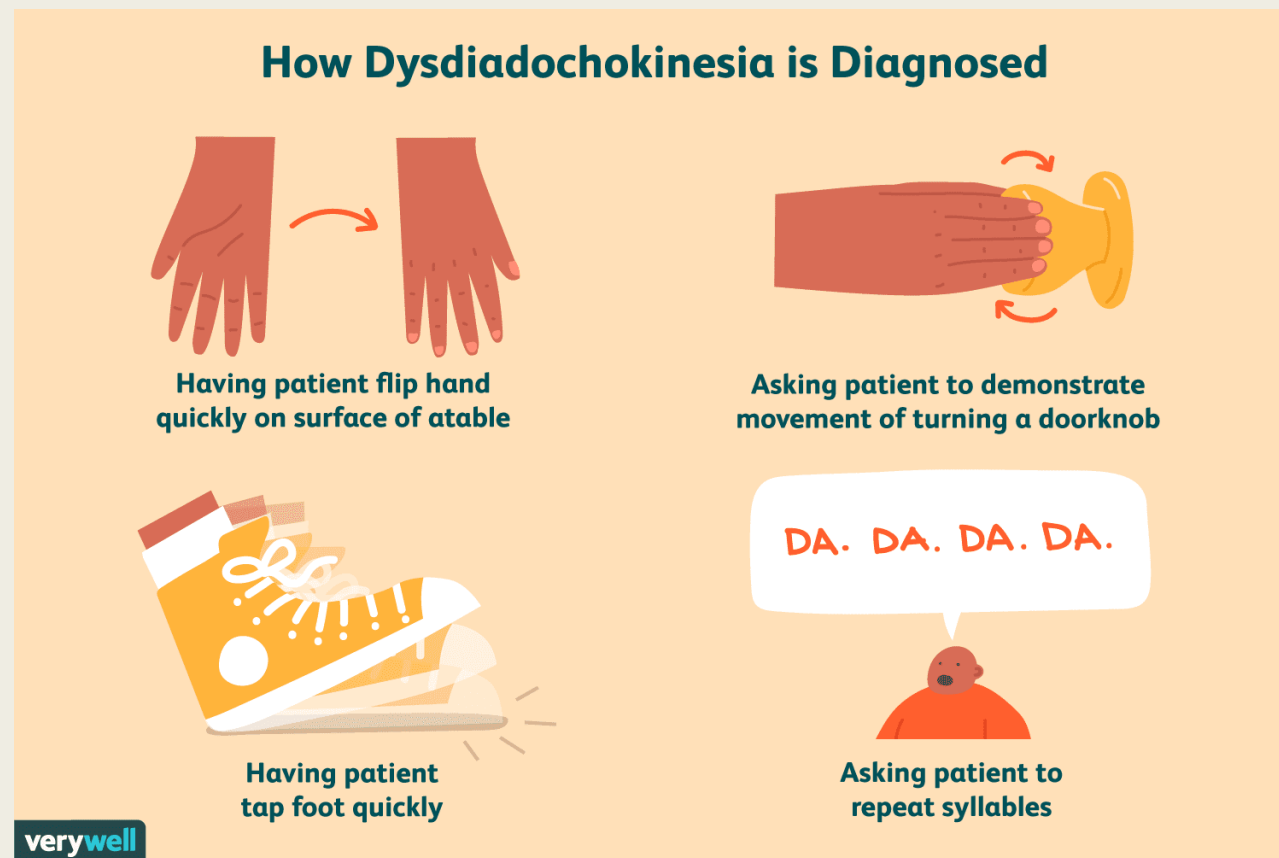 How Dysdiadochokinesia is Diagnosed
Having patient flip hand
quickly on surface of atable
Asking patient to demonstrate
movement of turning a doorknob
DA. DA. DA. DA.
Having patient
tap foot quickly
Asking patient to
repeat syllables
verywell